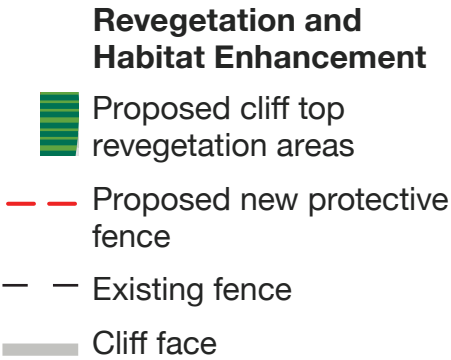 Revegetation and
Habitat Enhancement
Proposed cliff top
revegetation areas
Proposed new protective
fence
Existing fence
Cliff face